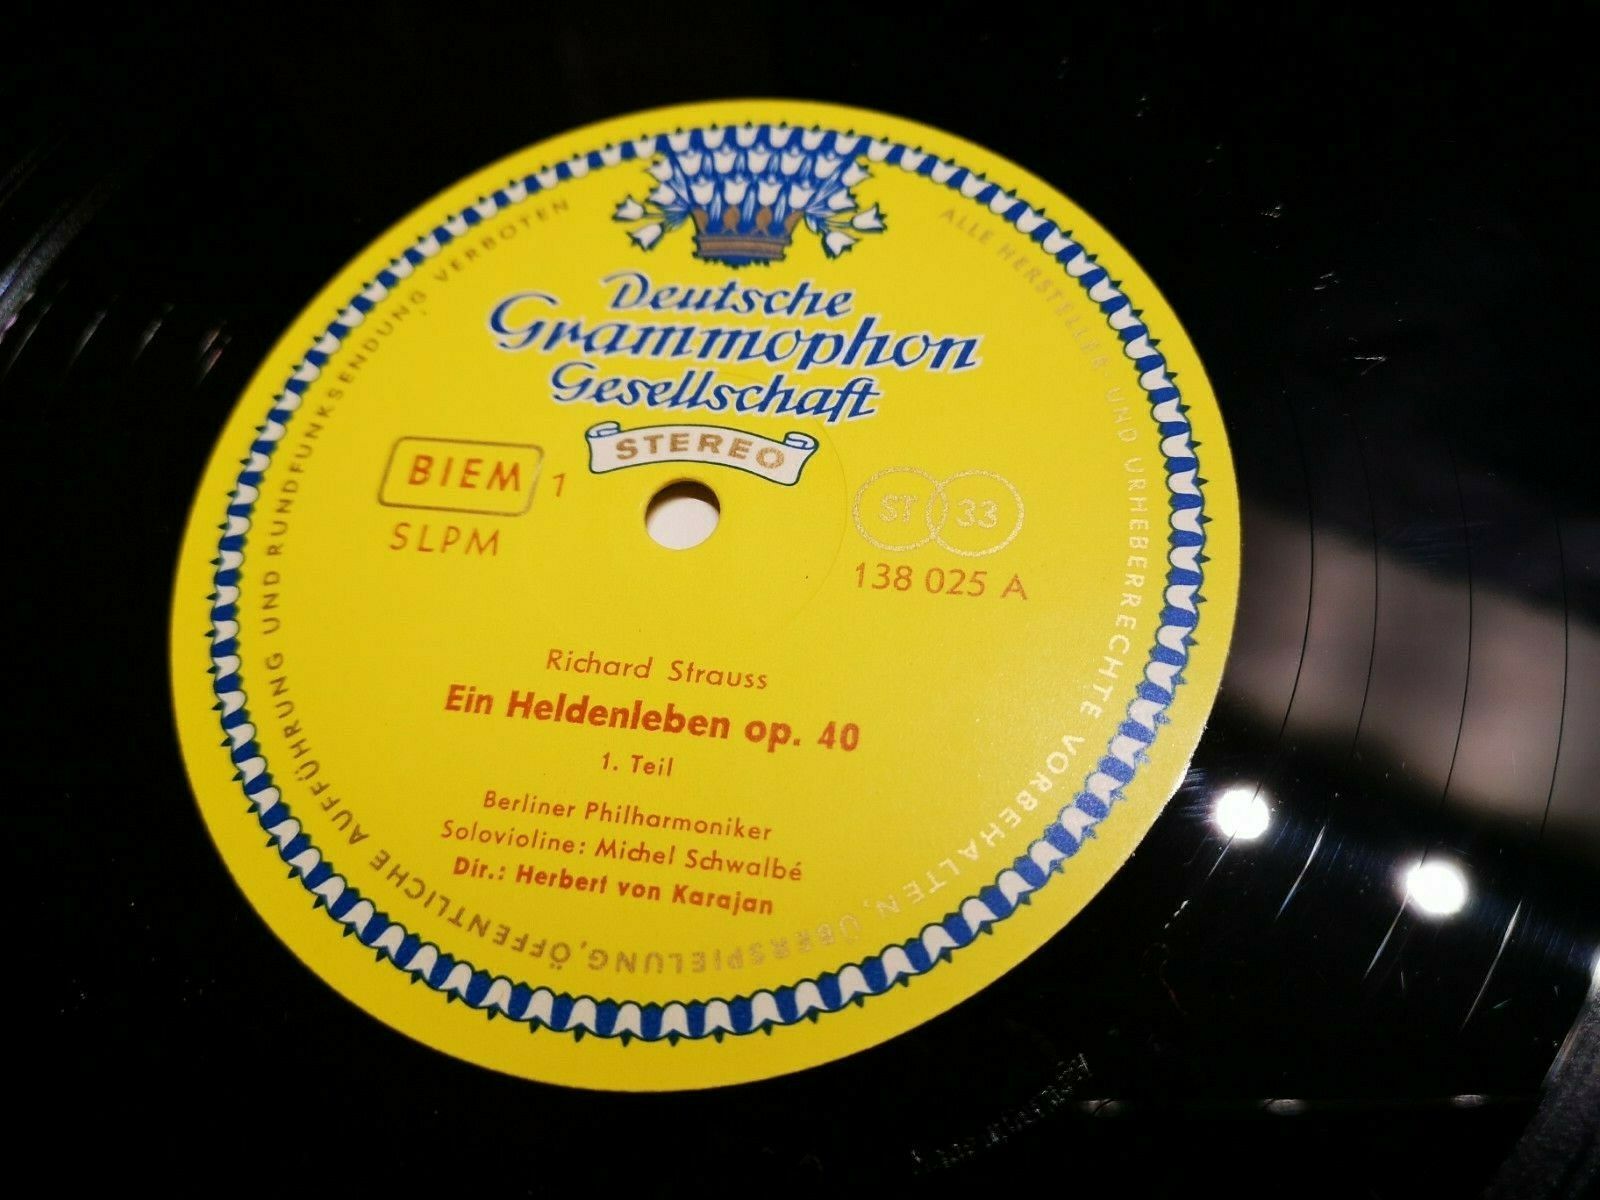 Deutsche
Grammophon
Gesellschaft
STEREO
BIEM 1
SLPM
ST 33
138 025 A
Richard Strauss
Ein Heldenleben op. 40
1. Teil
Berliner Philharmoniker
Solovioline: Michel Schwalbé
Dir.: Herbert von Karajan
ALLE HERSTELLER- UND URHEBERRECHTE VORBEHALTEN, ÜBERSPIELUNG, ÖFFENTLICHE AUFFÜHRUNG UND RUNDFUNKSENDUNG VERBOTEN